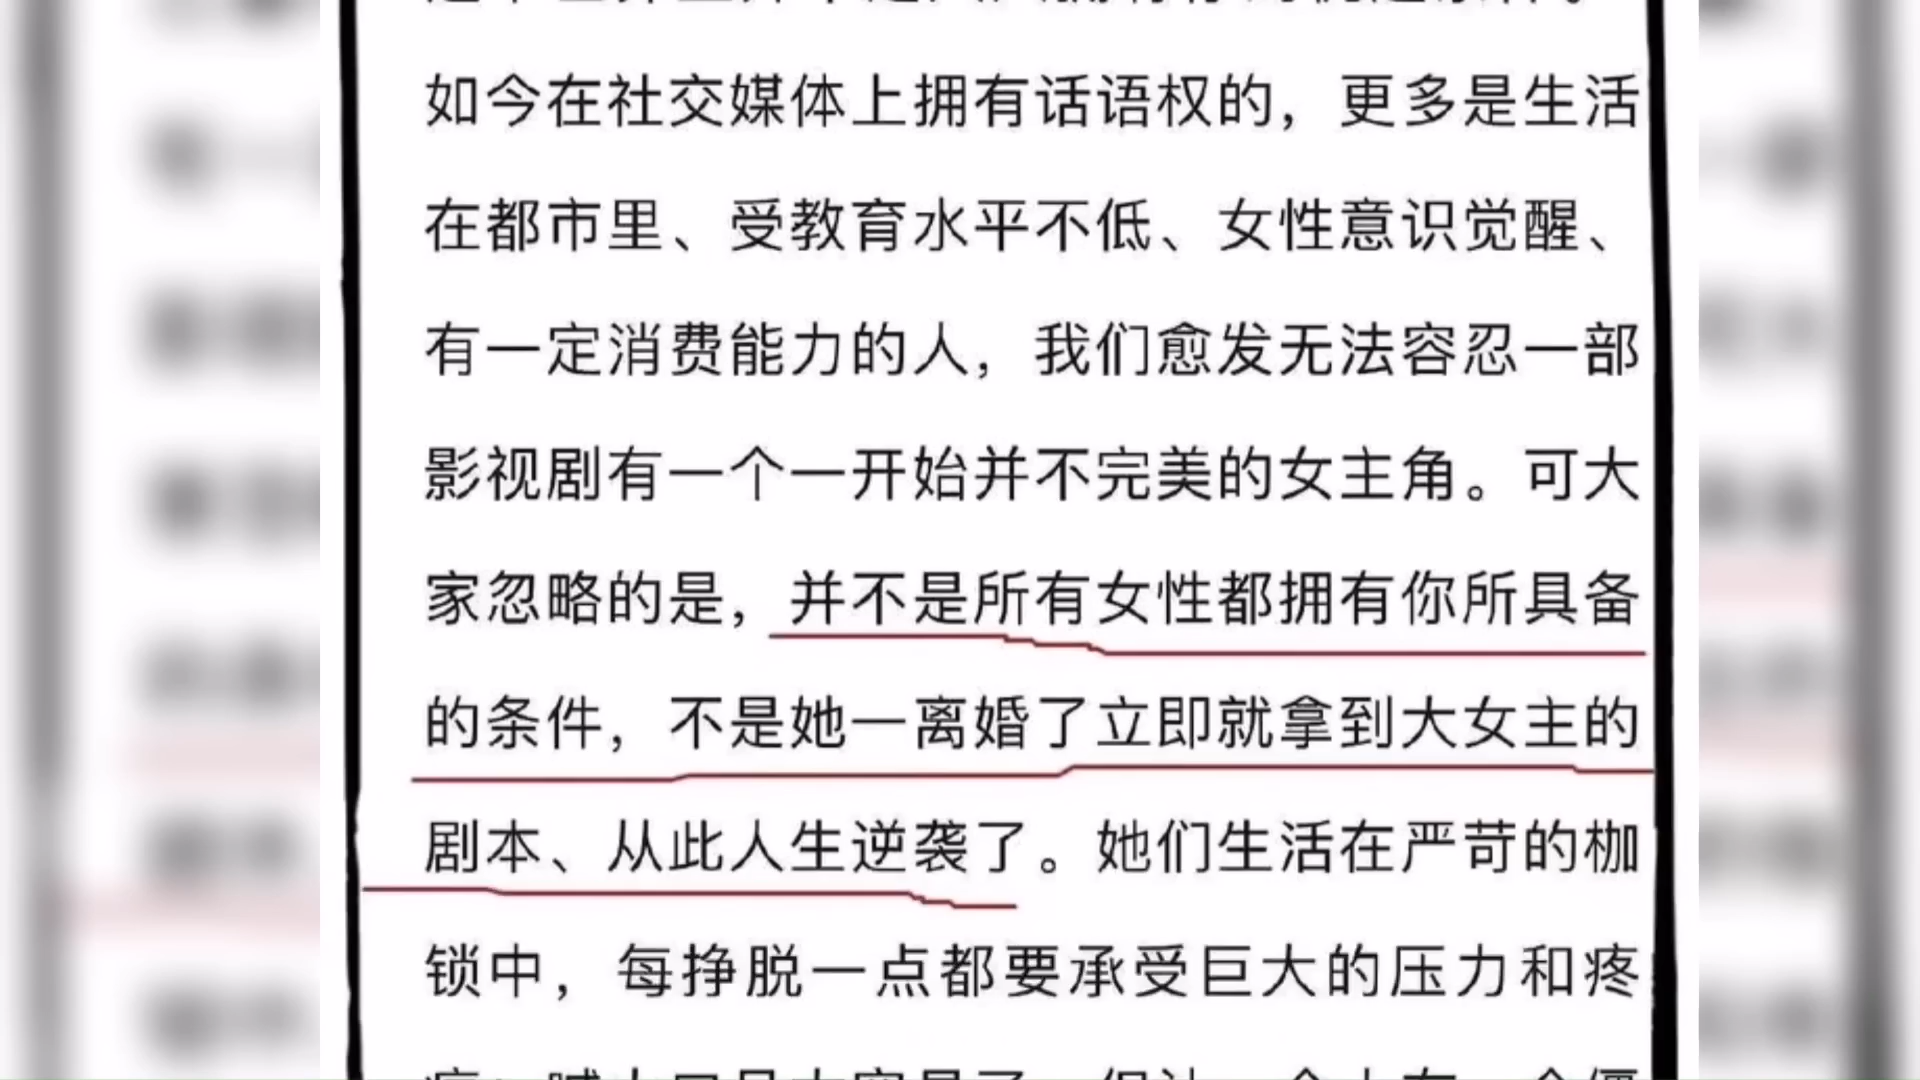 如今在社交媒体上拥有话语权的，更多是生活
在都市里、受教育水平不低、女性意识觉醒、
有一定消费能力的人，我们愈发无法容忍一部
影视剧有一个一开始并不完美的女主角。可大
家忽略的是，并不是所有女性都拥有你所具备
的条件，不是她一离婚了立即就拿到大女主的
剧本、从此人生逆袭了。她们生活在严苛的枷
锁中，每挣脱一点都要承受巨大的压力和疼